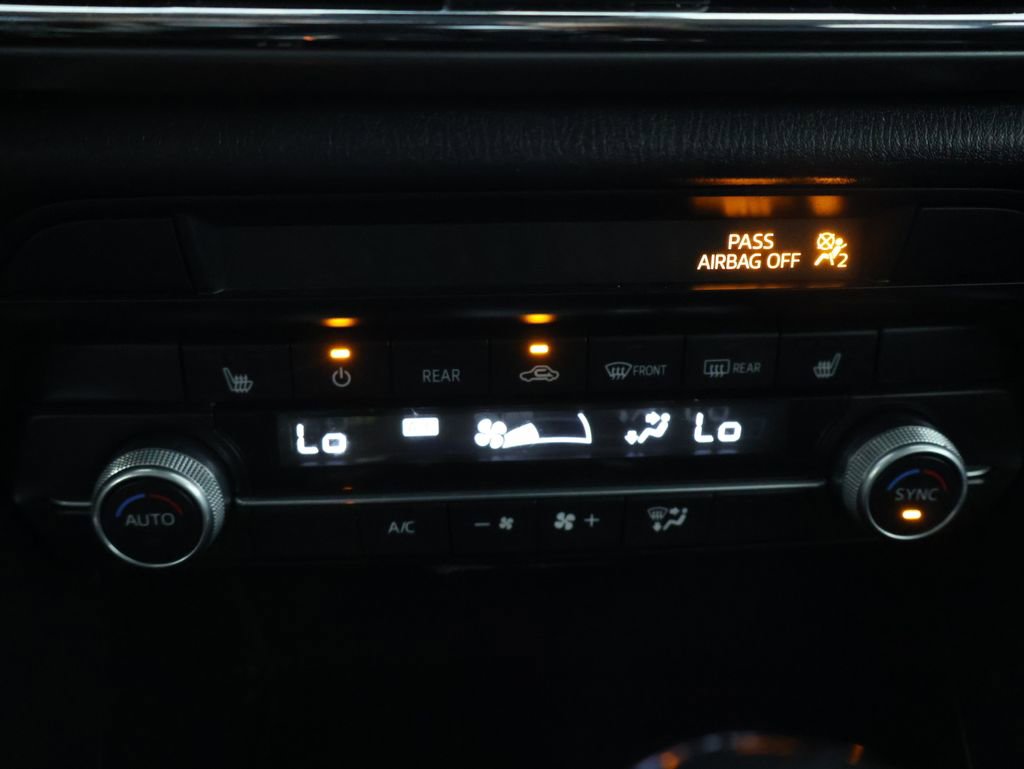 PASS
AIRBAG OFF 2
REAR
FRONT
REAR
Lo
Lo
AUTO
SYNC
A/C